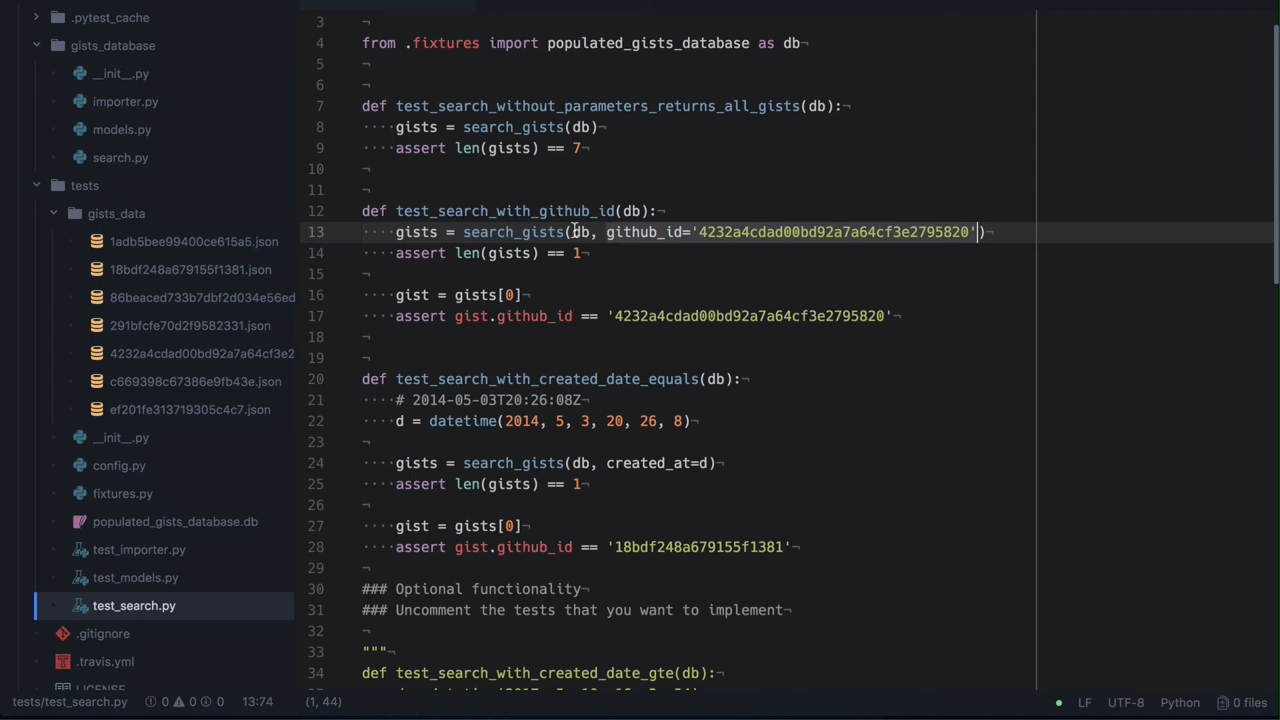 .pytest_cache
gists_database
__init__.py
importer.py
models.py
search.py
tests
gists_data
1adb5bee99400ce615a5.json
18bdf248a679155f1381.json
86beaced733b7dbf2d034e56ed
291bfcfe70d2f9582331.json
4232a4cdad00bd92a7a64cf3e2
c669398c67386e9fb43e.json
ef201fe313719305c4c7.json
__init__.py
config.py
fixtures.py
populated_gists_database.db
test_importer.py
test_models.py
test_search.py
.gitignore
.travis.yml
LICENSE
3 ¬
4 from .fixtures import populated_gists_database as db¬
5 ¬
6 ¬
7 def test_search_without_parameters_returns_all_gists(db):¬
8 ····gists = search_gists(db)¬
9 ····assert len(gists) == 7¬
10 ¬
11 ¬
12 def test_search_with_github_id(db):¬
13 ····gists = search_gists(db, github_id='4232a4cdad00bd92a7a64cf3e2795820')¬
14 ····assert len(gists) == 1¬
15 ¬
16 ····gist = gists[0]¬
17 ····assert gist.github_id == '4232a4cdad00bd92a7a64cf3e2795820'¬
18 ¬
19 ¬
20 def test_search_with_created_date_equals(db):¬
21 ····# 2014-05-03T20:26:08Z¬
22 ····d = datetime(2014, 5, 3, 20, 26, 8)¬
23 ¬
24 ····gists = search_gists(db, created_at=d)¬
25 ····assert len(gists) == 1¬
26 ¬
27 ····gist = gists[0]¬
28 ····assert gist.github_id == '18bdf248a679155f1381'¬
29 ¬
30 ### Optional functionality¬
31 ### Uncomment the tests that you want to implement¬
32 ¬
33 """¬
34 def test_search_with_created_date_gte(db):¬
tests/test_search.py 0 0 0 13:74 (1, 44) LF UTF-8 Python 0 files